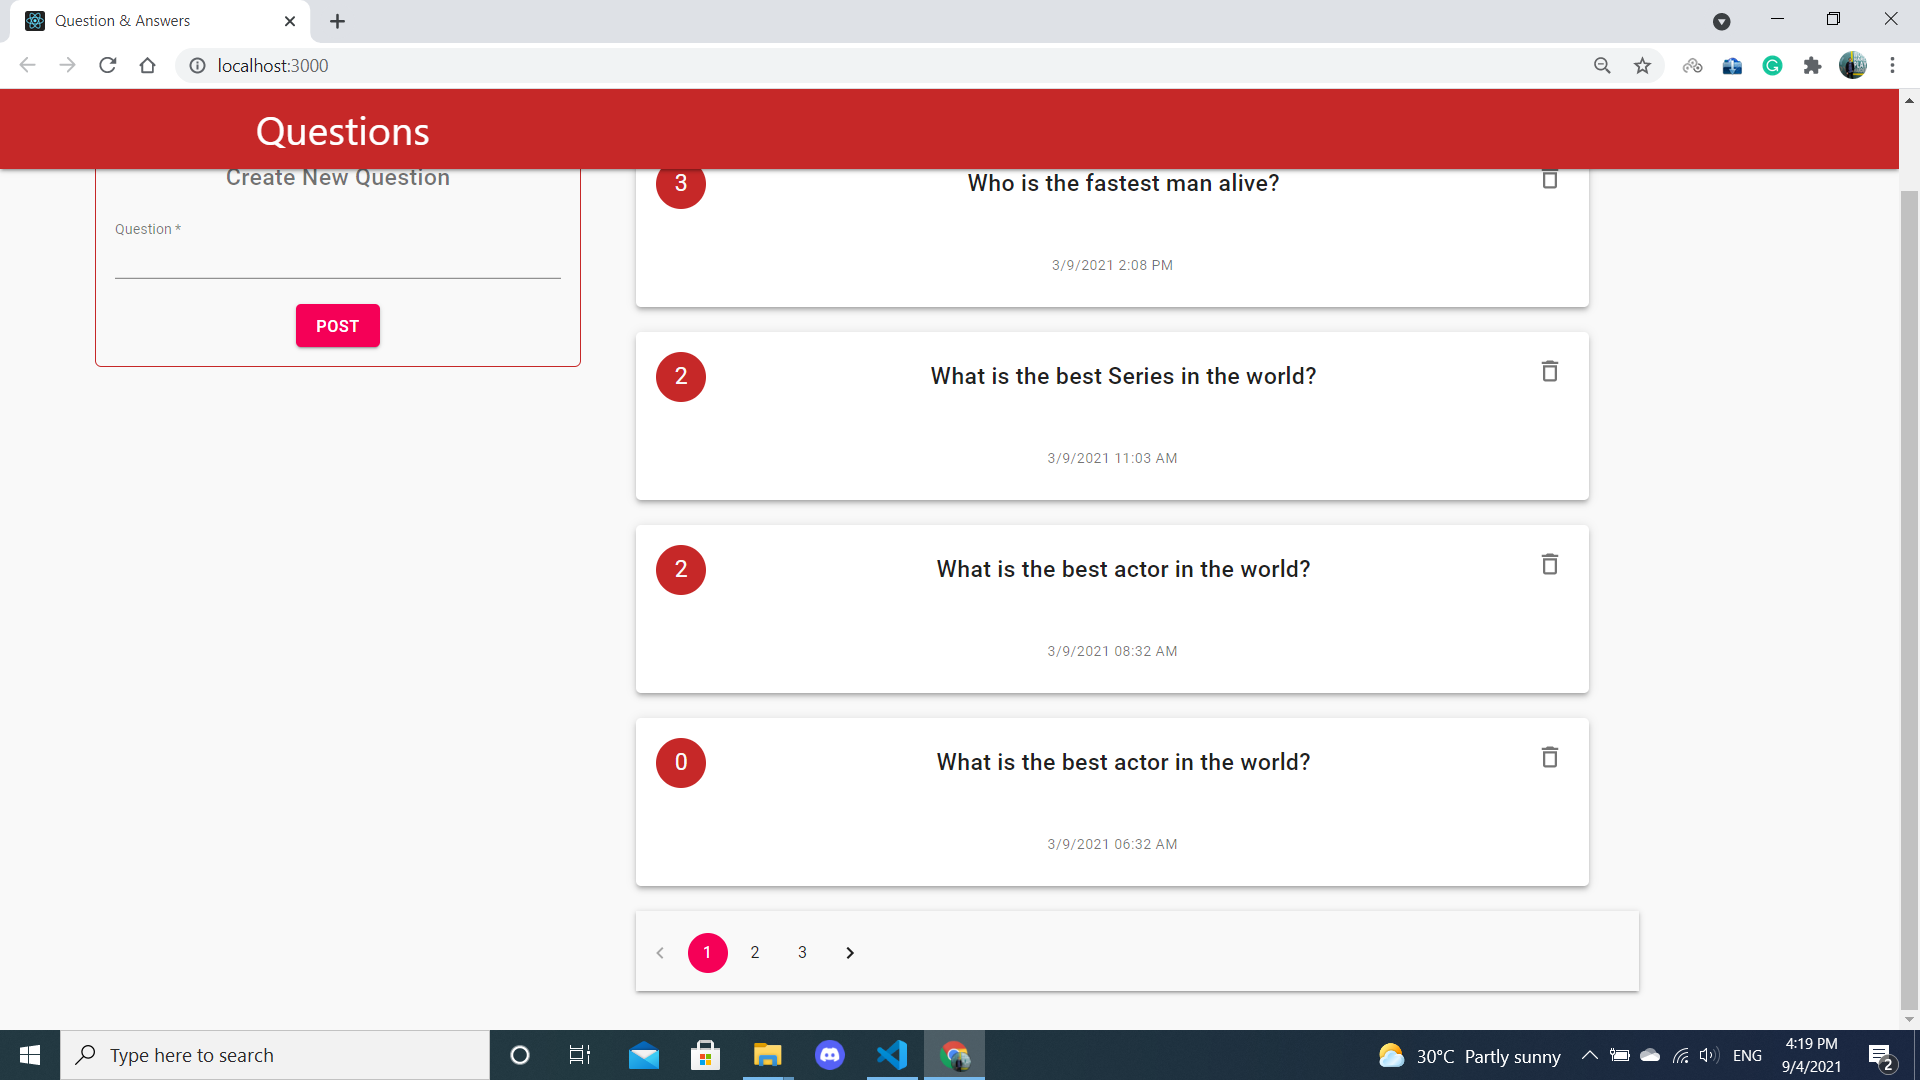 Question & Answers
localhost:3000
Questions
Create New Question
Question *
POST
3
Who is the fastest man alive?
3/9/2021 2:08 PM
2
What is the best Series in the world?
3/9/2021 11:03 AM
2
What is the best actor in the world?
3/9/2021 08:32 AM
0
What is the best actor in the world?
3/9/2021 06:32 AM
1 2 3
Type here to search
30°C Partly sunny
ENG
4:19 PM
9/4/2021
2